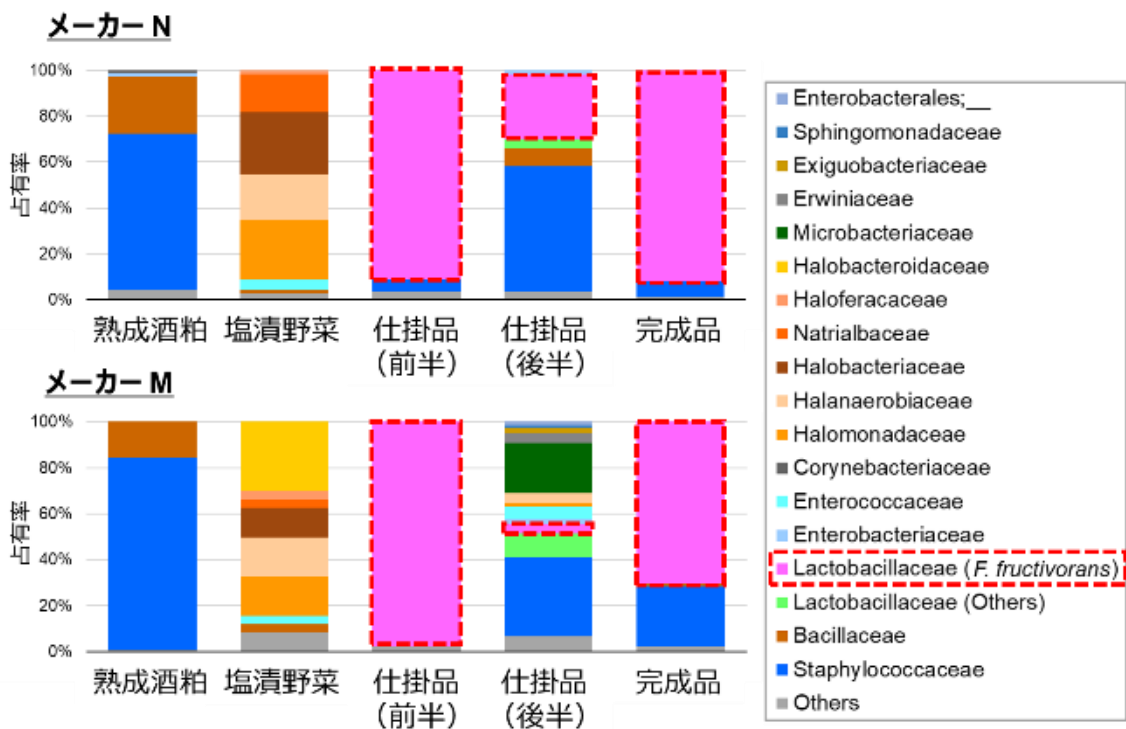 メーカー N
100%
80%
60%
40%
20%
0%
占有率
熟成酒粕
塩漬野菜
仕掛品
（前半）
仕掛品
（後半）
完成品
メーカー M
100%
80%
60%
40%
20%
0%
占有率
熟成酒粕
塩漬野菜
仕掛品
（前半）
仕掛品
（後半）
完成品
Enterobacterales;__
Sphingomonadaceae
Exiguobacteriaceae
Erwiniaceae
Microbacteriaceae
Halobacteroidaceae
Haloferacaceae
Natrialbaceae
Halobacteriaceae
Halanaerobiaceae
Halomonadaceae
Corynebacteriaceae
Enterococcaceae
Enterobacteriaceae
Lactobacillaceae (F. fructivorans)
Lactobacillaceae (Others)
Bacillaceae
Staphylococcaceae
Others